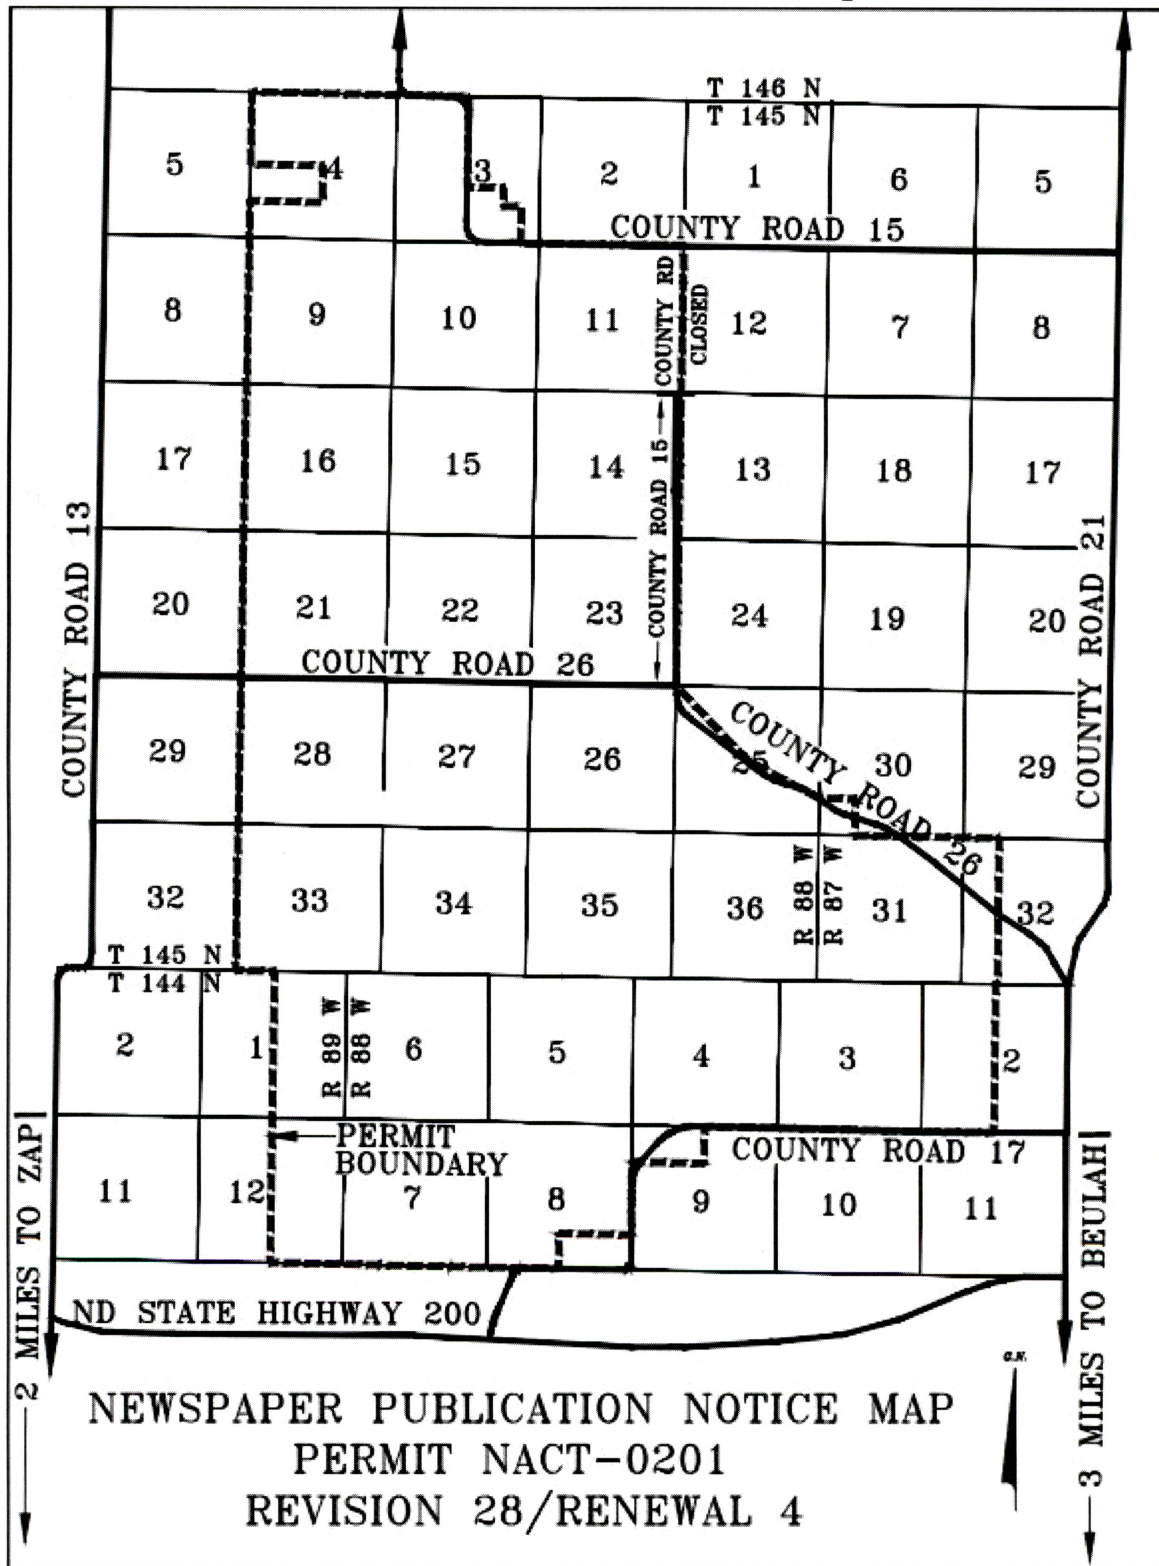 T 146 N
T 145 N
5 4 3 2 1 6 5
COUNTY ROAD 15
8 9 10 11 12 7 8
COUNTY RD
CLOSED
17 16 15 14 13 18 17
COUNTY ROAD 15
COUNTY ROAD 13
COUNTY ROAD 21
20 21 22 23 24 19 20
COUNTY ROAD 26
29 28 27 26 25 30 29
COUNTY ROAD 26
32 33 34 35 36 31 32
R 88 W
R 87 W
T 145 N
T 144 N
2 1 6 5 4 3 2
R 89 W
R 88 W
PERMIT
BOUNDARY
COUNTY ROAD 17
11 12 7 8 9 10 11
2 MILES TO ZAP
3 MILES TO BEULAH
ND STATE HIGHWAY 200
G.N.
NEWSPAPER PUBLICATION NOTICE MAP
PERMIT NACT-0201
REVISION 28/RENEWAL 4